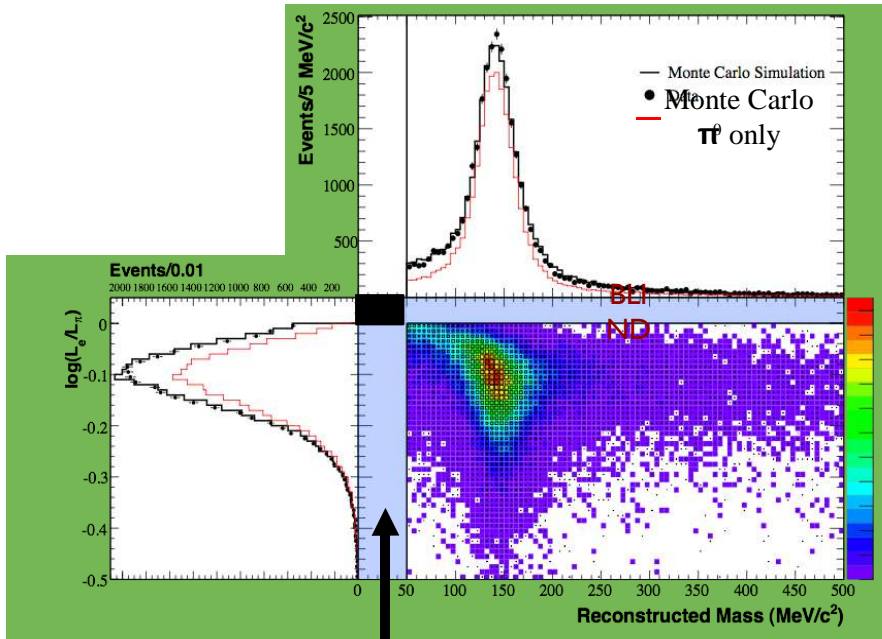 2500
2000
1500
1000
500
Events/5 MeV/c²
Monte Carlo Simulation
Data
Monte Carlo
π⁰ only
Events/0.01
2000 1800 1600 1400 1200 1000 800 600 400 200
BLI
ND
0
-0.1
-0.2
-0.3
-0.4
-0.5
log(L_e/L_π)
0 50 100 150 200 250 300 350 400 450 500
Reconstructed Mass (MeV/c²)